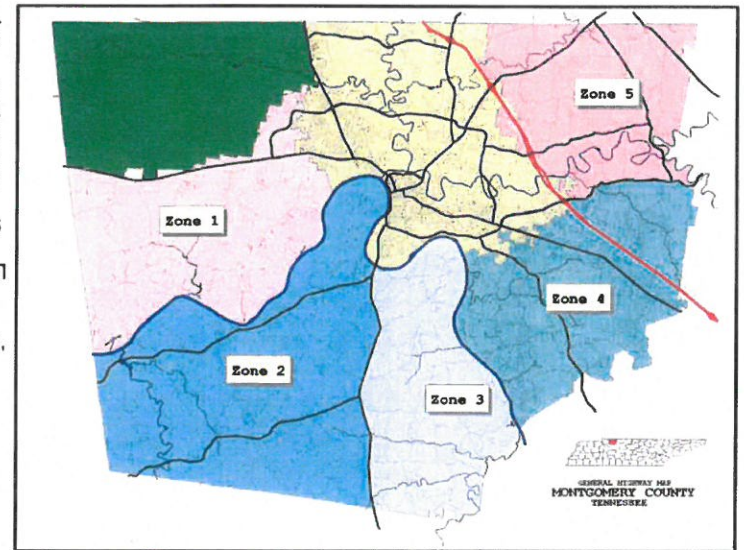 Zone 5
Zone 1
Zone 4
Zone 2
Zone 3
GENERAL HIGHWAY MAP
MONTGOMERY COUNTY
TENNESSEE